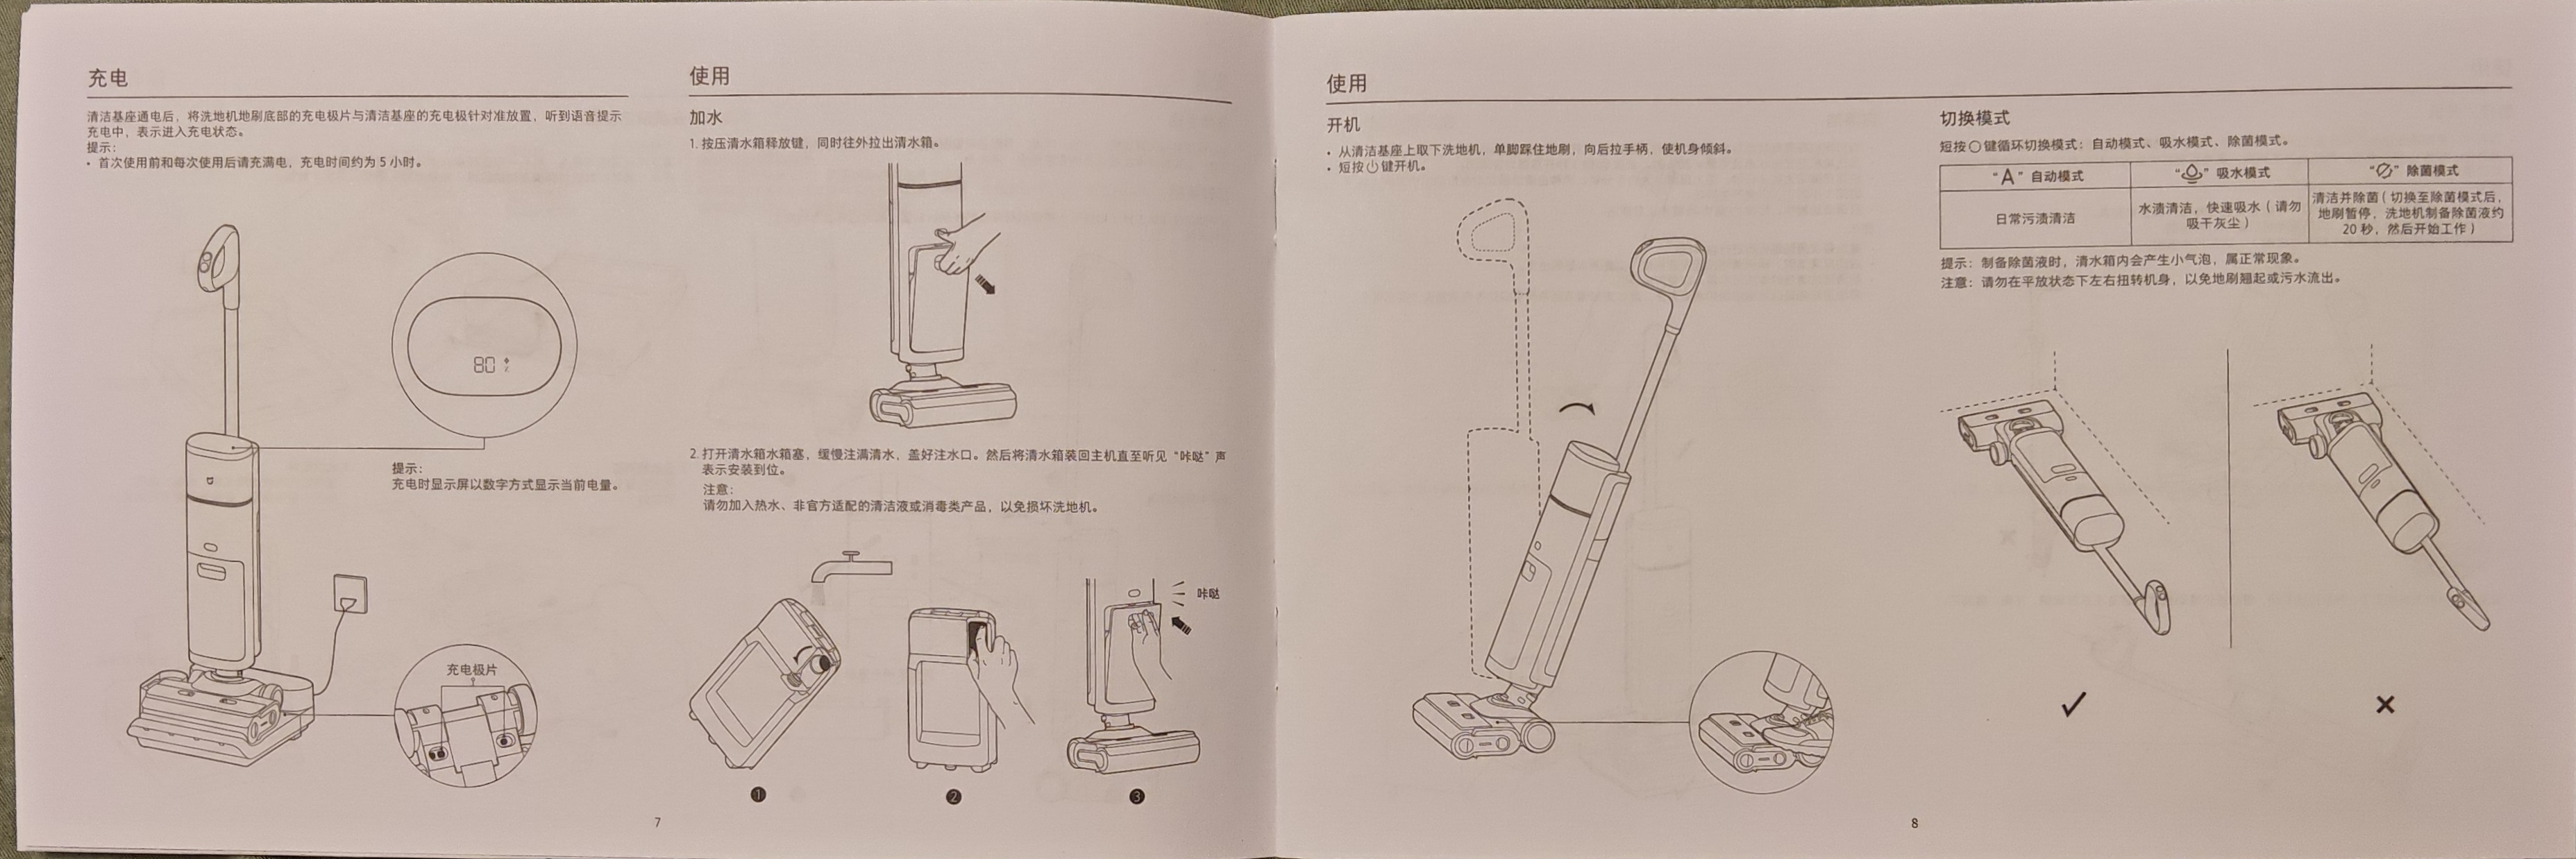 充电
清洁基座通电后，将洗地机地刷底部的充电极片与清洁基座的充电极针对准放置，听到语音提示
充电中，表示进入充电状态。
提示：
• 首次使用前和每次使用后请充满电，充电时间约为 5 小时。
80 %
提示：
充电时显示屏以数字方式显示当前电量。
充电极片
使用
加水
1. 按压清水箱释放键，同时往外拉出清水箱。
2. 打开清水箱水箱塞，缓慢注满清水，盖好注水口。然后将清水箱装回主机直至听见“咔哒”声
表示安装到位。
注意：
请勿加入热水、非官方适配的清洁液或消毒类产品，以免损坏洗地机。
咔哒
1
2
3
7
使用
开机
• 从清洁基座上取下洗地机，单脚踩住地刷，向后拉手柄，使机身倾斜。
• 短按⏻键开机。
切换模式
短按○键循环切换模式：自动模式、吸水模式、除菌模式。
“A” 自动模式
“ ” 吸水模式
“ ” 除菌模式
日常污渍清洁
水渍清洁，快速吸水（请勿
吸干灰尘）
清洁并除菌（切换至除菌模式后，
地刷暂停，洗地机制备除菌液约
20 秒，然后开始工作）
提示：制备除菌液时，清水箱内会产生小气泡，属正常现象。
注意：请勿在平放状态下左右扭转机身，以免地刷翘起或污水流出。
8